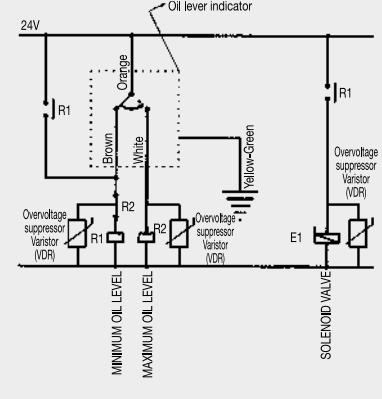 Oil lever indicator
24V
Orange
R1
R1
Brown
White
Yellow-Green
Overvoltage
suppressor
Varistor
(VDR)
R2
Overvoltage
suppressor
Varistor
(VDR)
R1
R2
Overvoltage
suppressor
Varistor
(VDR)
E1
MINIMUM OIL LEVEL
MAXIMUM OIL LEVEL
SOLENOID VALVE